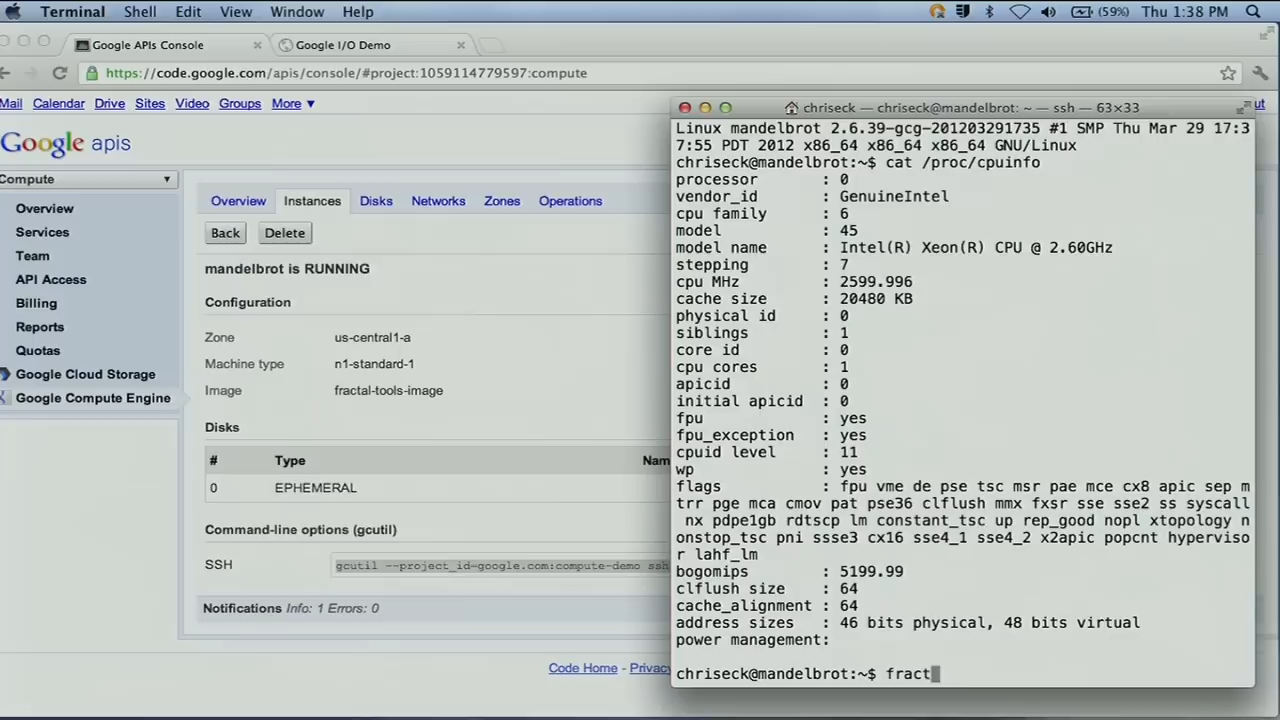 Terminal Shell Edit View Window Help (59%) Thu 1:38 PM
Google APIs Console Google I/O Demo
https://code.google.com/apis/console/#project:1059114779597:compute
Mail Calendar Drive Sites Video Groups More ▼
Google apis
Compute
Overview
Services
Team
API Access
Billing
Reports
Quotas
Google Cloud Storage
Google Compute Engine
Overview Instances Disks Networks Zones Operations
Back Delete
mandelbrot is RUNNING
Configuration
Zone us-central1-a
Machine type n1-standard-1
Image fractal-tools-image
Disks
# Type Nam
0 EPHEMERAL
Command-line options (gcutil)
SSH gcutil --project_id=google.com:compute-demo ssh
Notifications Info: 1 Errors: 0
Code Home - Privacy
chriseck — chriseck@mandelbrot: ~ — ssh — 63×33
Linux mandelbrot 2.6.39-gcg-201203291735 #1 SMP Thu Mar 29 17:3
7:55 PDT 2012 x86_64 x86_64 x86_64 GNU/Linux
chriseck@mandelbrot:~$ cat /proc/cpuinfo
processor : 0
vendor_id : GenuineIntel
cpu family : 6
model : 45
model name : Intel(R) Xeon(R) CPU @ 2.60GHz
stepping : 7
cpu MHz : 2599.996
cache size : 20480 KB
physical id : 0
siblings : 1
core id : 0
cpu cores : 1
apicid : 0
initial apicid : 0
fpu : yes
fpu_exception : yes
cpuid level : 11
wp : yes
flags : fpu vme de pse tsc msr pae mce cx8 apic sep m
trr pge mca cmov pat pse36 clflush mmx fxsr sse sse2 ss syscall
nx pdpe1gb rdtscp lm constant_tsc up rep_good nopl xtopology n
onstop_tsc pni ssse3 cx16 sse4_1 sse4_2 x2apic popcnt hyperviso
r lahf_lm
bogomips : 5199.99
clflush size : 64
cache_alignment : 64
address sizes : 46 bits physical, 48 bits virtual
power management:
chriseck@mandelbrot:~$ fract